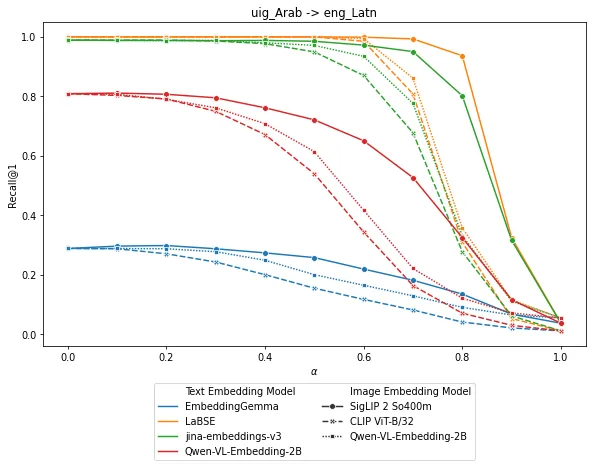 uig_Arab -> eng_Latn
Recall@1
1.0
0.8
0.6
0.4
0.2
0.0
0.0 0.2 0.4 0.6 0.8 1.0
α
Text Embedding Model
EmbeddingGemma
LaBSE
jina-embeddings-v3
Qwen-VL-Embedding-2B
Image Embedding Model
SigLIP 2 So400m
CLIP ViT-B/32
Qwen-VL-Embedding-2B